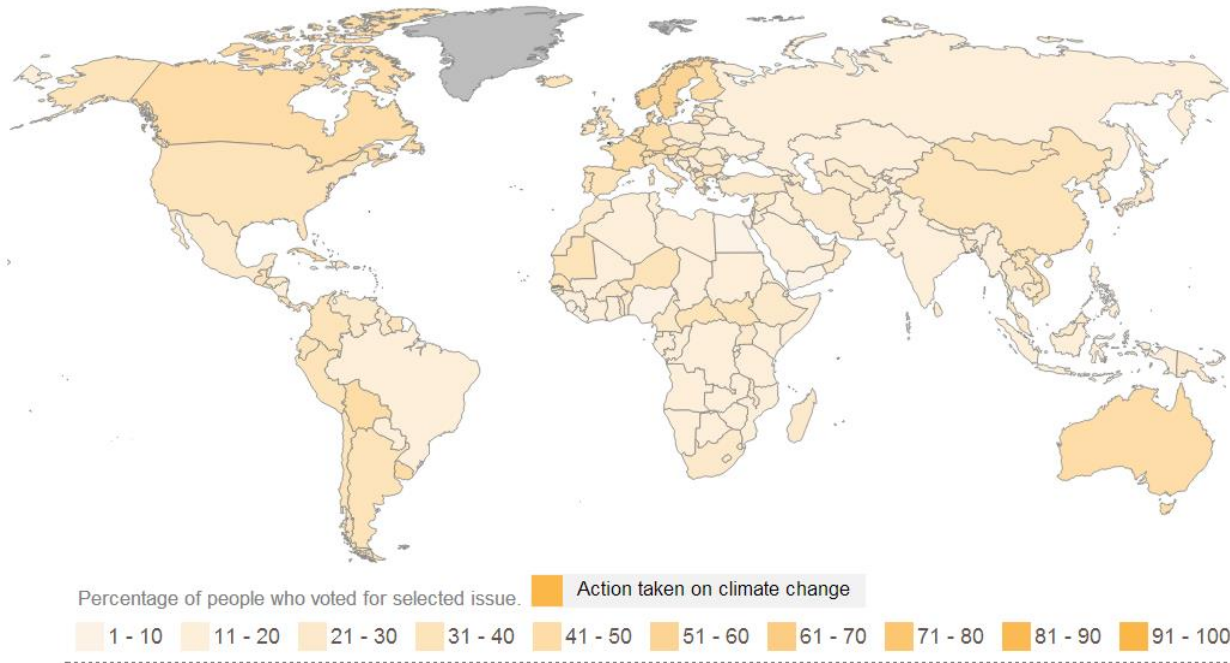 Percentage of people who voted for selected issue. Action taken on climate change
1 - 10 11 - 20 21 - 30 31 - 40 41 - 50 51 - 60 61 - 70 71 - 80 81 - 90 91 - 100